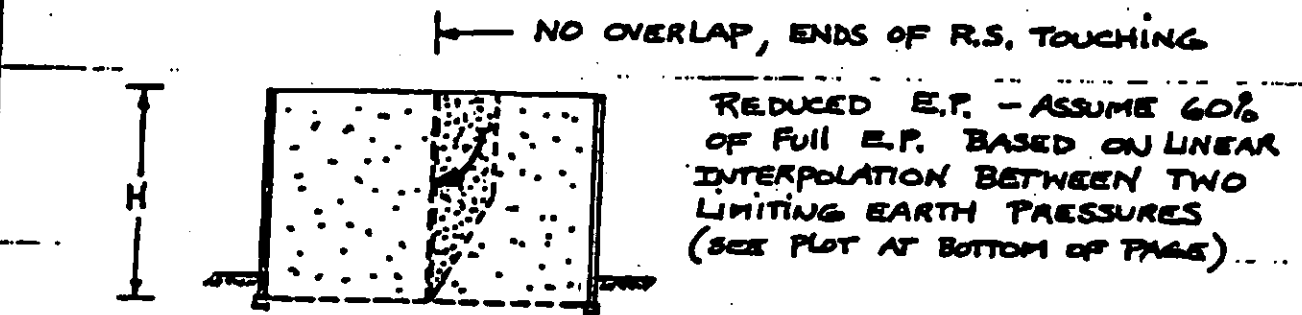 NO OVERLAP, ENDS OF R.S. TOUCHING
REDUCED E.P. - ASSUME 60%
OF FULL E.P. BASED ON LINEAR
INTERPOLATION BETWEEN TWO
LIMITING EARTH PRESSURES
(SEE PLOT AT BOTTOM OF PAGE)
H